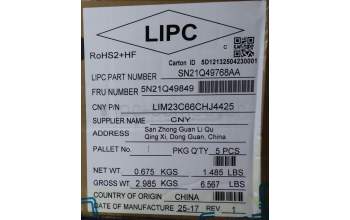 LIPC
RoHS2+HF
Carton ID 5D12132504230001
LIPC PART NUMBER SN21Q49768AA
FRU NUMBER 5N21Q49849
CNY P/N LIM23C66CHJ4425
SUPPLIER NAME CNY
ADDRESS San Zhong Guan Li Qu
Qing Xi, Dong Guan, China
PALLET NO / PKG Q'TY 5 PCS
NET WT 0.675 KGS 1.485 LBS
GROSS WT 2.985 KGS 6.567 LBS
COUNTRY OF ORIGIN CHINA
DATE OF MANUFACTURE 25-17 REV 1